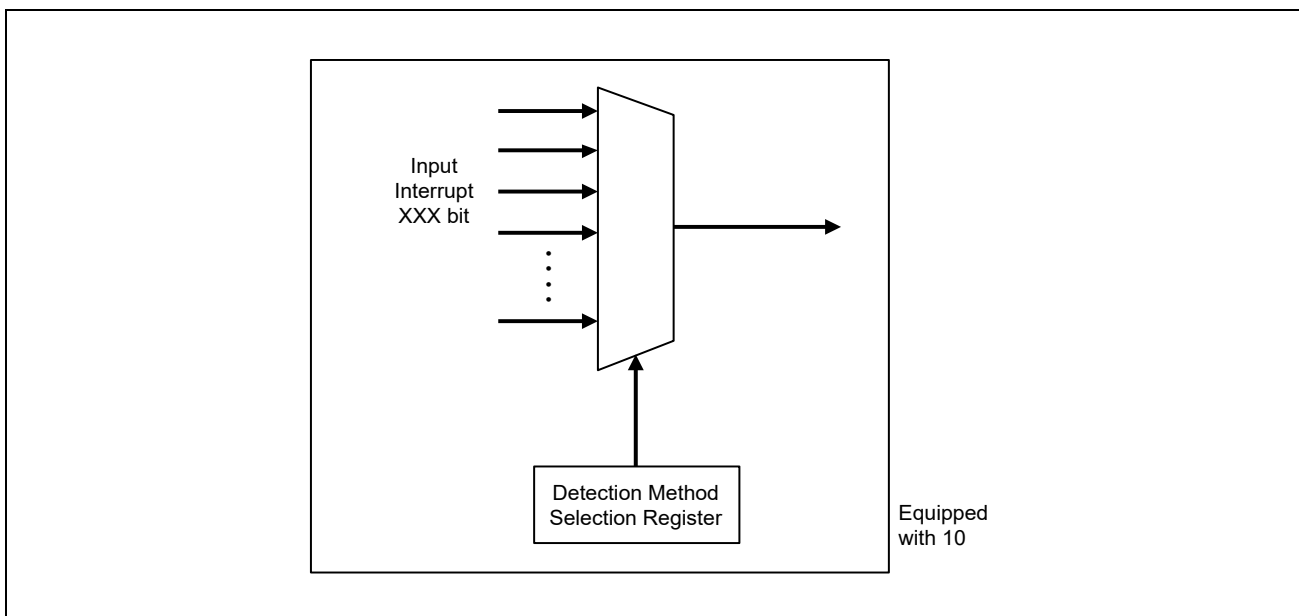 Input
Interrupt
XXX bit
Detection Method
Selection Register
Equipped
with 10